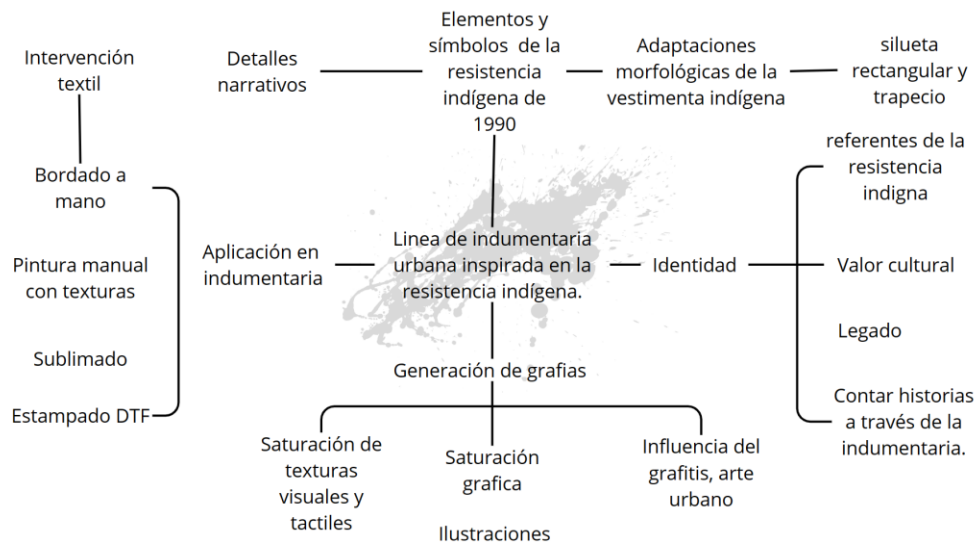 Intervención
textil
Bordado a
mano
Pintura manual
con texturas
Sublimado
Estampado DTF
Detalles
narrativos
Elementos y
símbolos de la
resistencia
indígena de
1990
Adaptaciones
morfológicas de la
vestimenta indígena
silueta
rectangular y
trapecio
Aplicación en
indumentaria
Linea de indumentaria
urbana inspirada en la
resistencia indígena.
Identidad
referentes de la
resistencia
indigna
Valor cultural
Legado
Contar historias
a través de la
indumentaria.
Generación de grafias
Saturación de
texturas
visuales y
tactiles
Saturación
grafica
Influencia del
grafitis, arte
urbano
Ilustraciones